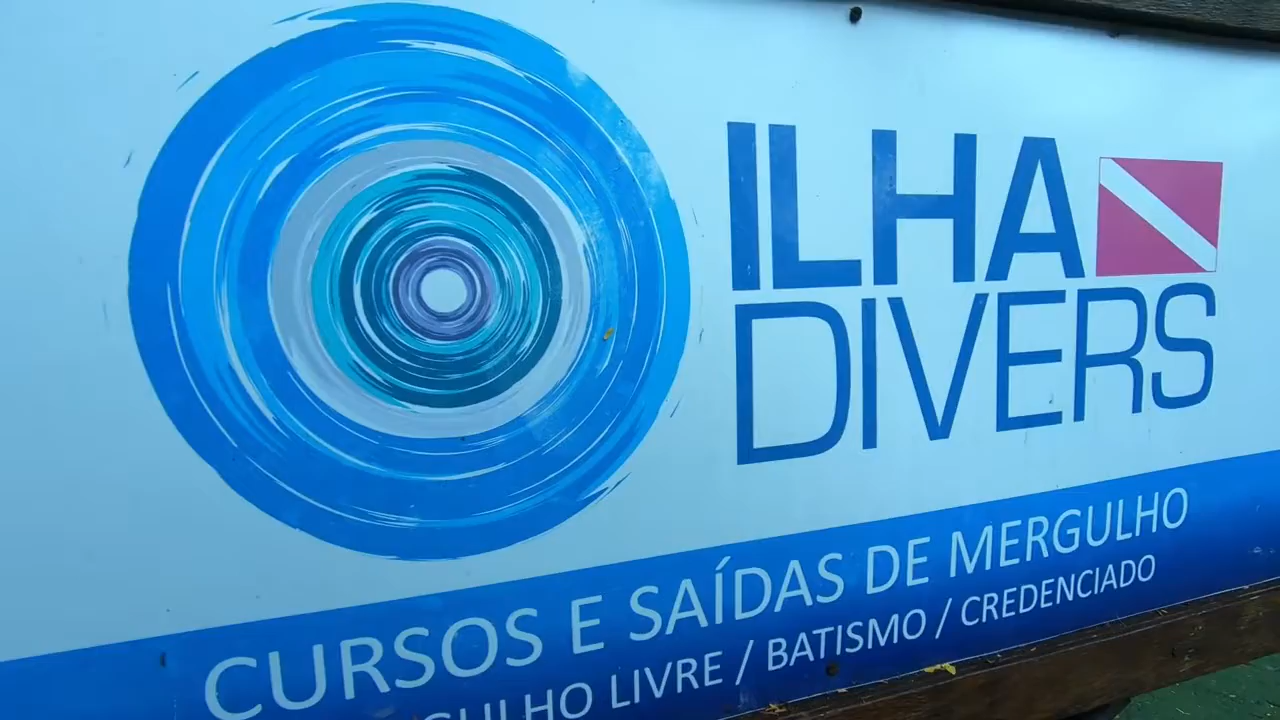 ILHA
DIVERS
CURSOS E SAÍDAS DE MERGULHO
LIVRE / BATISMO / CREDENCIADO